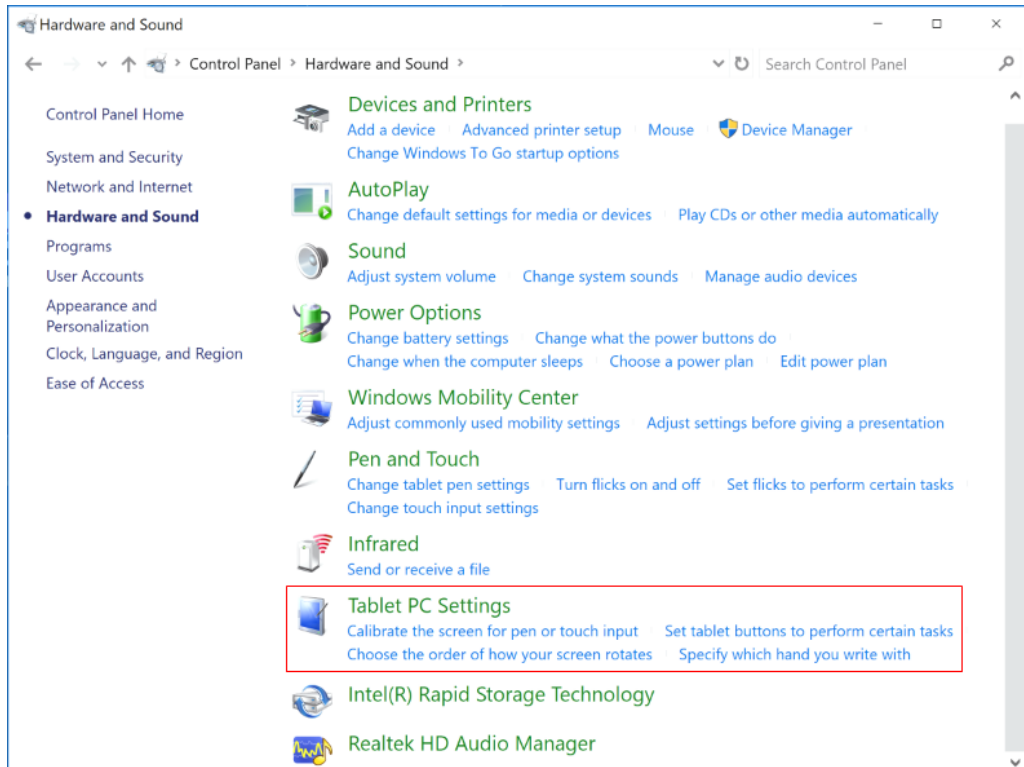 Hardware and Sound
Control Panel > Hardware and Sound >
Search Control Panel
Control Panel Home
System and Security
Network and Internet
Hardware and Sound
Programs
User Accounts
Appearance and
Personalization
Clock, Language, and Region
Ease of Access
Devices and Printers
Add a device Advanced printer setup Mouse Device Manager
Change Windows To Go startup options
AutoPlay
Change default settings for media or devices Play CDs or other media automatically
Sound
Adjust system volume Change system sounds Manage audio devices
Power Options
Change battery settings Change what the power buttons do
Change when the computer sleeps Choose a power plan Edit power plan
Windows Mobility Center
Adjust commonly used mobility settings Adjust settings before giving a presentation
Pen and Touch
Change tablet pen settings Turn flicks on and off Set flicks to perform certain tasks
Change touch input settings
Infrared
Send or receive a file
Tablet PC Settings
Calibrate the screen for pen or touch input Set tablet buttons to perform certain tasks
Choose the order of how your screen rotates Specify which hand you write with
Intel(R) Rapid Storage Technology
Realtek HD Audio Manager